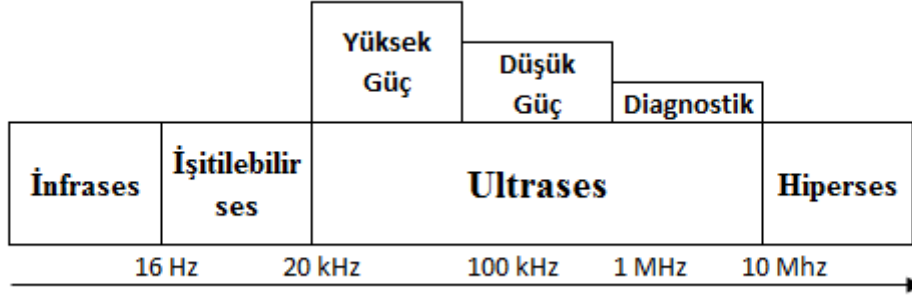 Yüksek
Güç
Düşük
Güç
Diagnostik
İnfrases
İşitilebilir
ses
Ultrases
Hiperses
16 Hz
20 kHz
100 kHz
1 MHz
10 Mhz